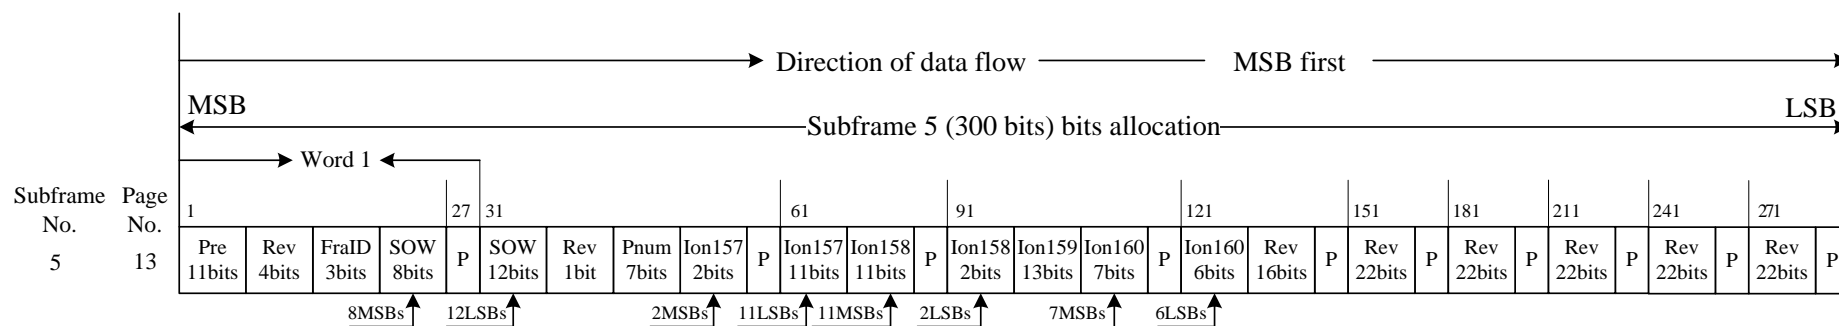 Direction of data flow MSB first
MSB LSB
Subframe 5 (300 bits) bits allocation
Word 1
Subframe Page
No. No.
1 27 31 61 91 121 151 181 211 241 271
5 13
Pre Rev FraID SOW P SOW Rev Pnum Ion157 P Ion157 Ion158 P Ion158 Ion159 Ion160 P Ion160 Rev P Rev P Rev P Rev P Rev P Rev P
11bits 4bits 3bits 8bits 12bits 1bit 7bits 2bits 11bits 11bits 2bits 13bits 7bits 6bits 16bits 22bits 22bits 22bits 22bits 22bits
8MSBs 12LSBs 2MSBs 11LSBs 11MSBs 2LSBs 7MSBs 6LSBs